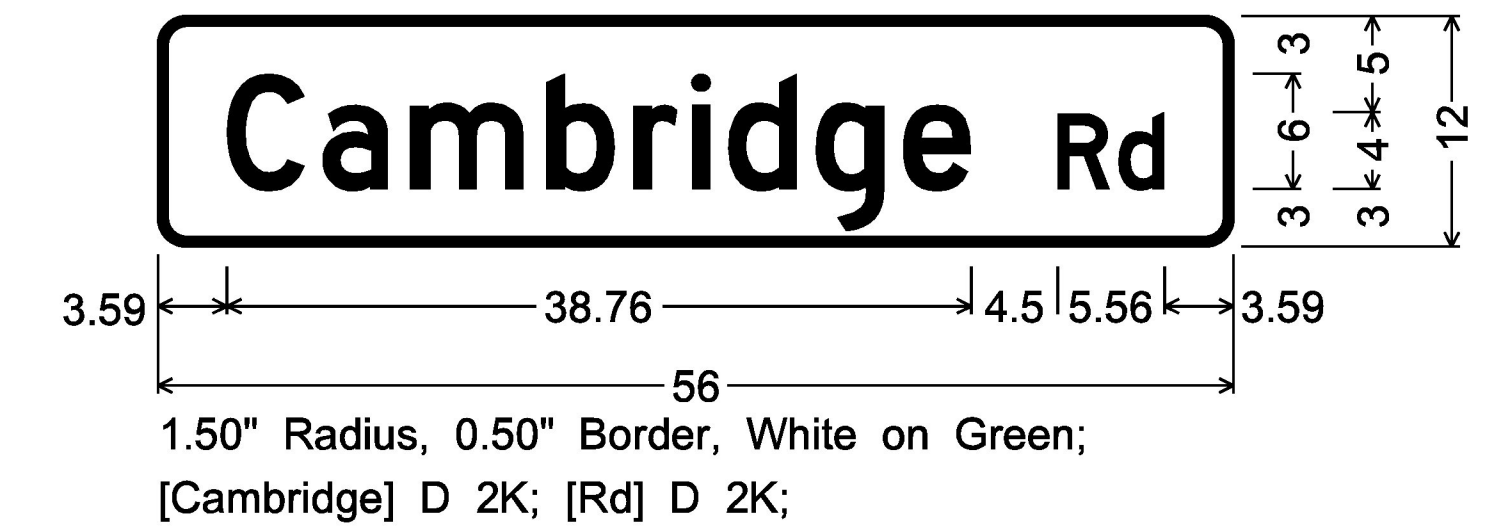 Cambridge Rd
3 6 3
5 4 3
12
3.59 38.76 4.5 5.56 3.59
56
1.50" Radius, 0.50" Border, White on Green;
[Cambridge] D 2K; [Rd] D 2K;